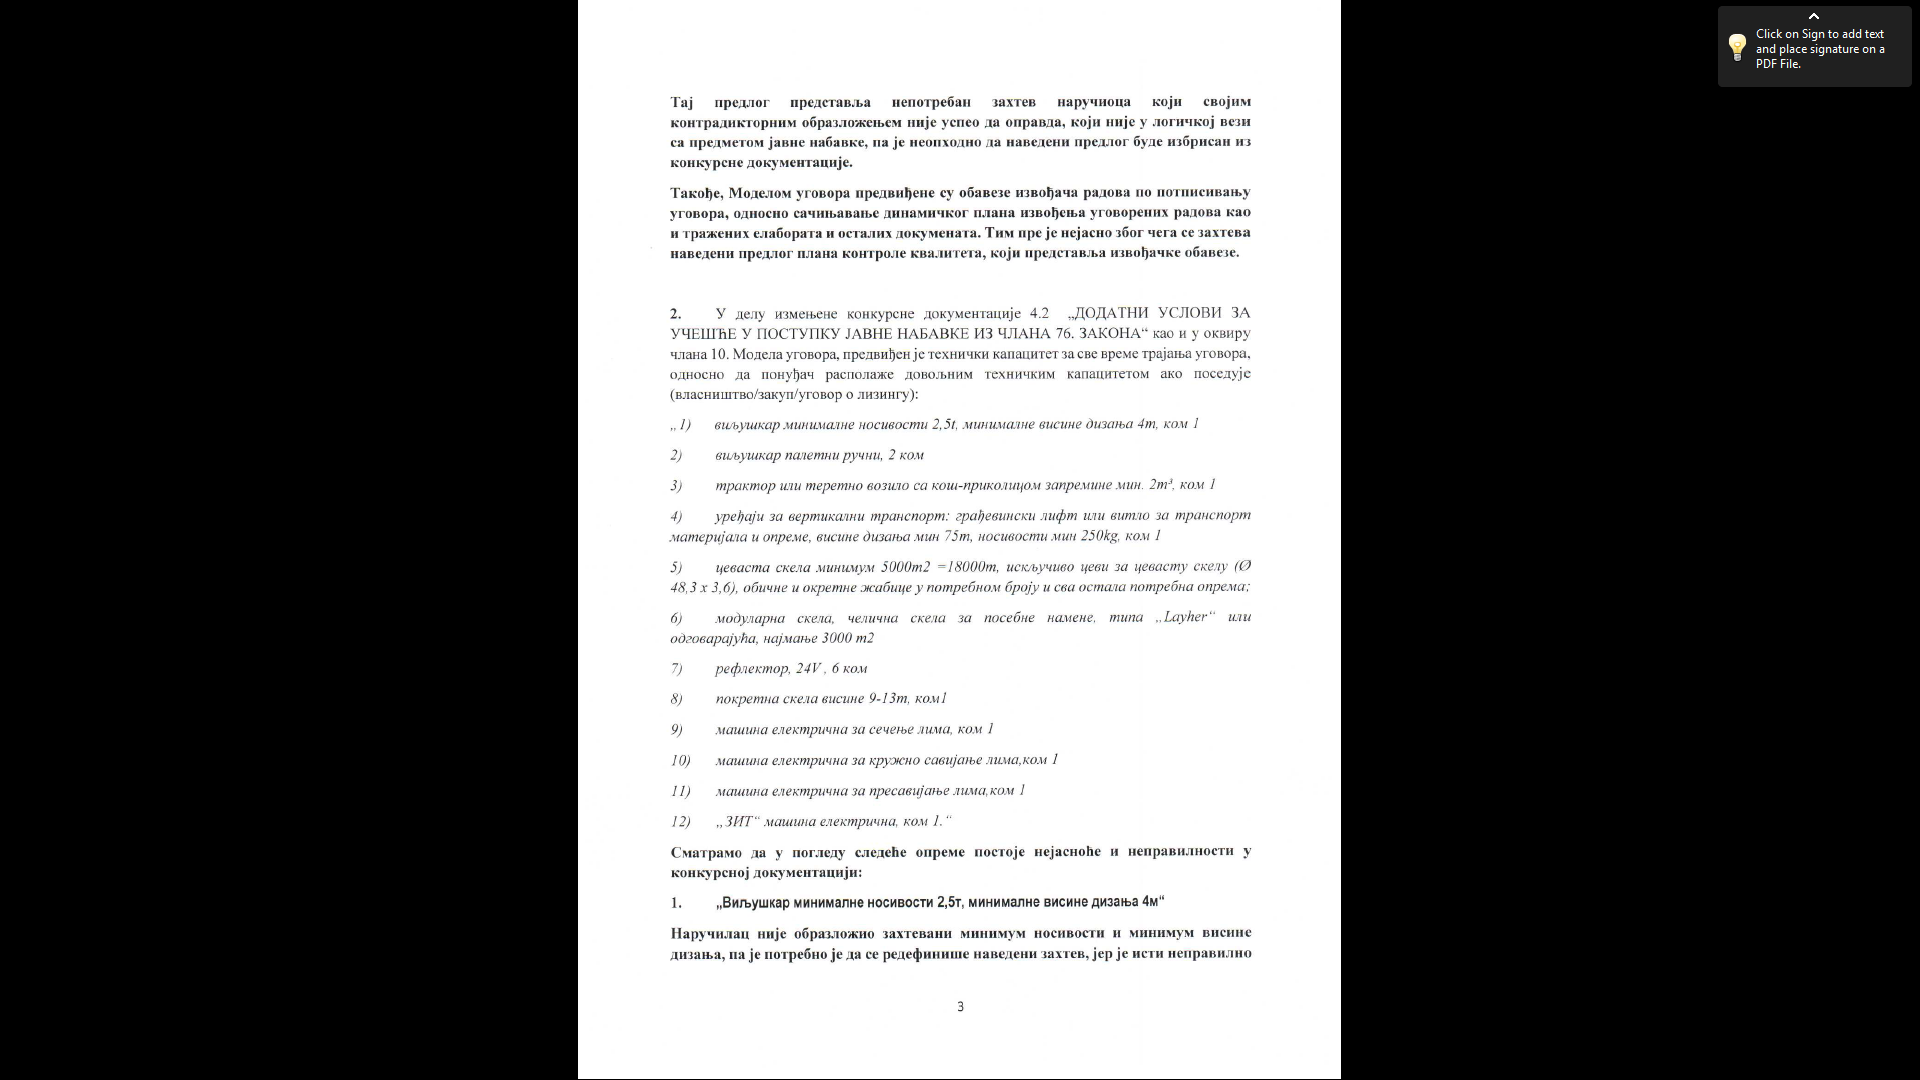 Тај предлог представља непотребан захтев наручиоца који својим
контрадикторним образложењем није успео да оправда, који није у логичкој вези
са предметом јавне набавке, па је неопходно да наведени предлог буде избрисан из
конкурсне документације.
Такође, Моделом уговора предвиђене су обавезе извођача радова по потписивању
уговора, односно сачињавање динамичког плана извођења уговорених радова као
и тражених елабората и осталих докумената. Тим пре је нејасно због чега се захтева
наведени предлог плана контроле квалитета, који представља извођачке обавезе.
2. У делу измењене конкурсне документације 4.2 „ДОДАТНИ УСЛОВИ ЗА
УЧЕШЋЕ У ПОСТУПКУ ЈАВНЕ НАБАВКЕ ИЗ ЧЛАНА 76. ЗАКОНА“ као и у оквиру
члана 10. Модела уговора, предвиђен је технички капацитет за све време трајања уговора,
односно да понуђач располаже довољним техничким капацитетом ако поседује
(власништво/закуп/уговор о лизингу):
„1) виљушкар минималне носивости 2,5t, минималне висине дизања 4m, ком 1
2) виљушкар палетни ручни, 2 ком
3) трактор или теретно возило са кош-приколицом запремине мин. 2m³, ком 1
4) уређаји за вертикални транспорт: грађевински лифт или витло за транспорт
материјала и опреме, висине дизања мин 75m, носивости мин 250kg, ком 1
5) цеваста скела минимум 5000m2 =18000m, искључиво цеви за цевасту скелу (Ø
48,3 x 3,6), обичне и окретне жабице у потребном броју и сва остала потребна опрема;
6) модуларна скела, челична скела за посебне намене, типа „Layher“ или
одговарајућа, најмање 3000 m2
7) рефлектор, 24V , 6 ком
8) покретна скела висине 9-13m, ком1
9) машина електрична за сечење лима, ком 1
10) машина електрична за кружно савијање лима,ком 1
11) машина електрична за пресавијање лима,ком 1
12) „ЗИТ“ машина електрична, ком 1.“
Сматрамо да у погледу следеће опреме постоје нејасноће и неправилности у
конкурсној документацији:
1. „Виљушкар минималне носивости 2,5т, минималне висине дизања 4м“
Наручилац није образложио захтевани минимум носивости и минимум висине
дизања, па је потребно је да се редефинише наведени захтев, јер је исти неправилно
3
Click on Sign to add text
and place signature on a
PDF File.